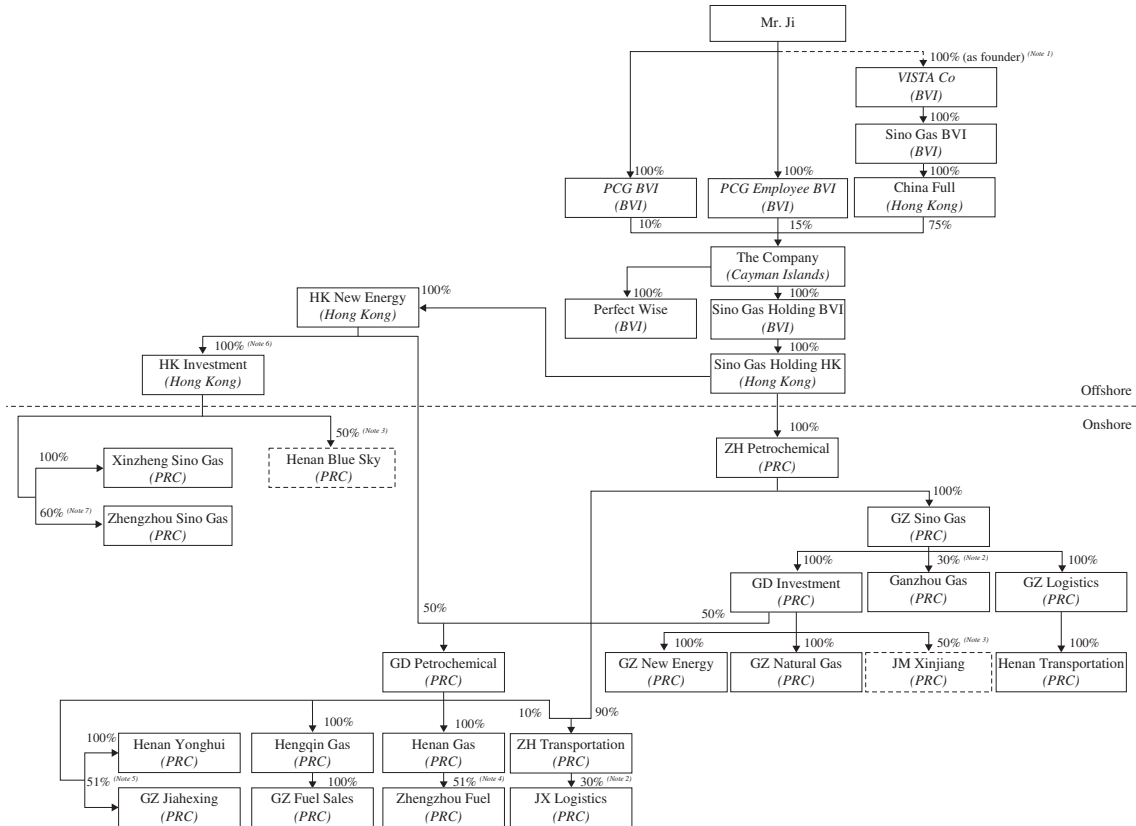 Mr. Ji
100% (as founder) (Note 1)
VISTA Co
(BVI)
100%
Sino Gas BVI
(BVI)
100%
100%
100%
PCG BVI
(BVI)
PCG Employee BVI
(BVI)
China Full
(Hong Kong)
10%
15%
75%
The Company
(Cayman Islands)
100%
HK New Energy
(Hong Kong)
100%
100%
Perfect Wise
(BVI)
Sino Gas Holding BVI
(BVI)
100% (Note 6)
100%
HK Investment
(Hong Kong)
Sino Gas Holding HK
(Hong Kong)
Offshore
Onshore
50% (Note 3)
100%
100%
Xinzheng Sino Gas
(PRC)
Henan Blue Sky
(PRC)
ZH Petrochemical
(PRC)
60% (Note 7)
Zhengzhou Sino Gas
(PRC)
100%
GZ Sino Gas
(PRC)
100%
30% (Note 2)
100%
GD Investment
(PRC)
Ganzhou Gas
(PRC)
GZ Logistics
(PRC)
50%
50%
100%
100%
50% (Note 3)
100%
GD Petrochemical
(PRC)
GZ New Energy
(PRC)
GZ Natural Gas
(PRC)
JM Xinjiang
(PRC)
Henan Transportation
(PRC)
10%
90%
100%
100%
100%
Henan Yonghui
(PRC)
Hengqin Gas
(PRC)
Henan Gas
(PRC)
ZH Transportation
(PRC)
51% (Note 5)
100%
51% (Note 4)
30% (Note 2)
GZ Jiahexing
(PRC)
GZ Fuel Sales
(PRC)
Zhengzhou Fuel
(PRC)
JX Logistics
(PRC)